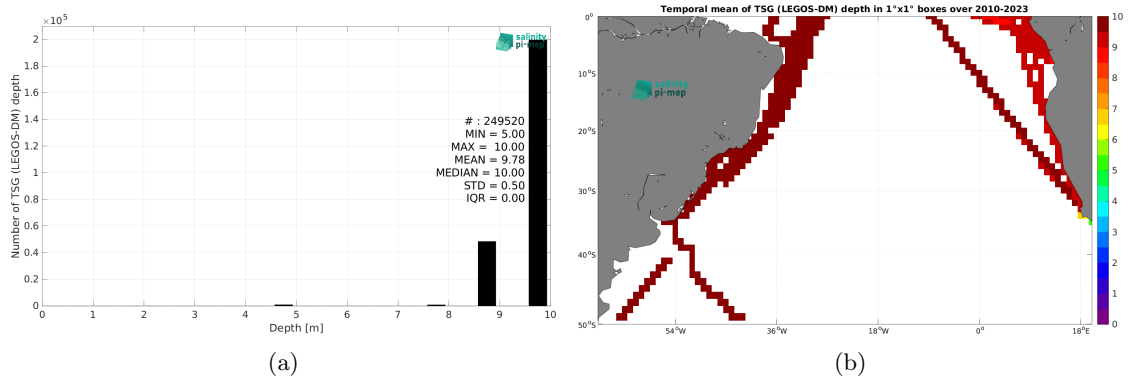 ×10⁵
2
1.8
1.6
1.4
1.2
1
0.8
0.6
0.4
0.2
0
Number of TSG (LEGOS-DM) depth
salinity
pi-mep
# : 249520
MIN = 5.00
MAX = 10.00
MEAN = 9.78
MEDIAN = 10.00
STD = 0.50
IQR = 0.00
0 1 2 3 4 5 6 7 8 9 10
Depth [m]
(a)
Temporal mean of TSG (LEGOS-DM) depth in 1°x1° boxes over 2010-2023
0°
10°S
20°S
30°S
40°S
50°S
salinity
pi-mep
54°W 36°W 18°W 0° 18°E
10
9
8
7
6
5
4
3
2
1
0
(b)